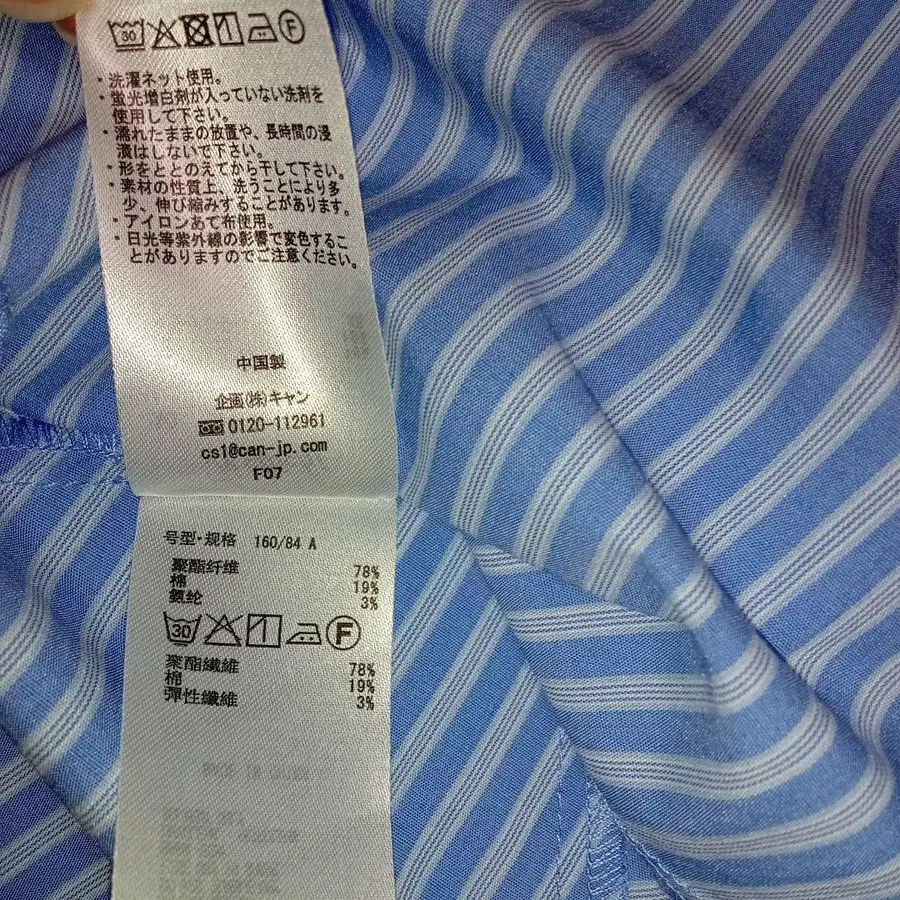 30 F
・洗濯ネット使用。
・蛍光増白剤が入っていない洗剤を
使用して下さい。
・濡れたままの放置や、長時間の浸
漬はしないで下さい。
・形をととのえてから干して下さい。
・素材の性質上、洗うことにより多
少、伸び縮みすることがあります。
・アイロンあて布使用。
・日光等紫外線の影響で変色するこ
とがありますのでご注意ください。
中国製
企画(株)キャン
0120-112961
cs1@can-jp.com
F07
号型·规格 160/84 A
聚酯纤维 78%
棉 19%
氨纶 3%
30 F
聚酯纖維 78%
棉 19%
彈性纖維 3%